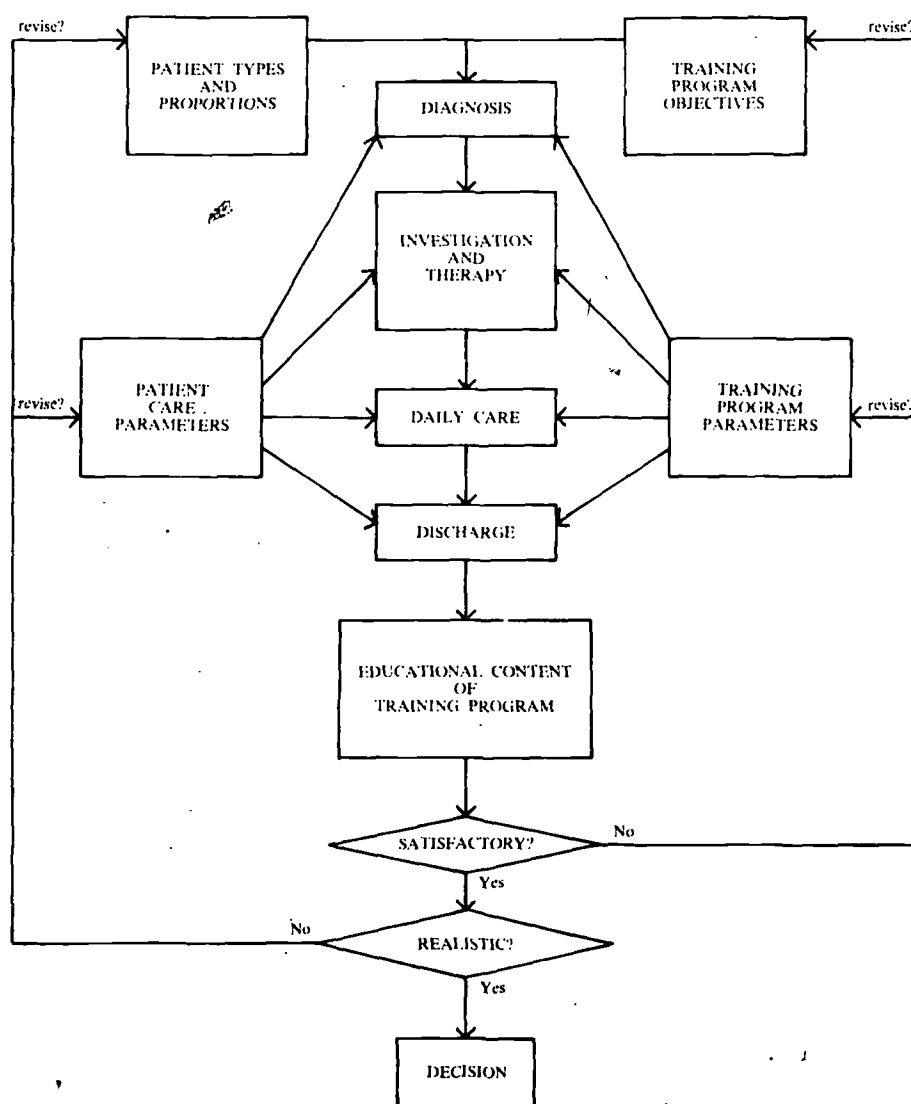 revise?
PATIENT TYPES
AND
PROPORTIONS
TRAINING
PROGRAM
OBJECTIVES
revise?
DIAGNOSIS
INVESTIGATION
AND
THERAPY
revise?
PATIENT
CARE
PARAMETERS
DAILY CARE
TRAINING
PROGRAM
PARAMETERS
revise?
DISCHARGE
EDUCATIONAL CONTENT
OF
TRAINING PROGRAM
SATISFACTORY?
No
Yes
No
REALISTIC?
Yes
DECISION